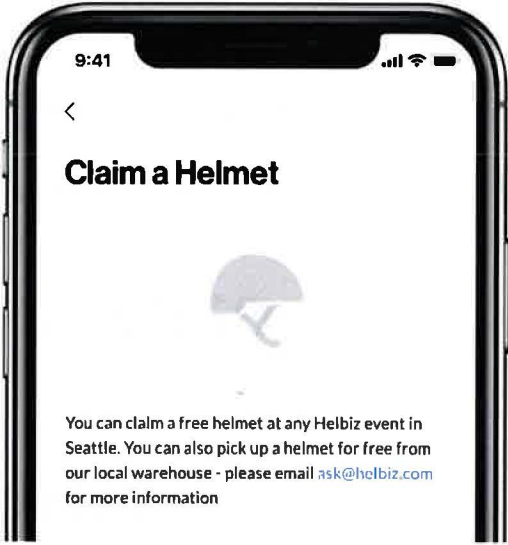 9:41
Claim a Helmet
You can claim a free helmet at any Helbiz event in
Seattle. You can also pick up a helmet for free from
our local warehouse - please email ask@helbiz.com
for more information